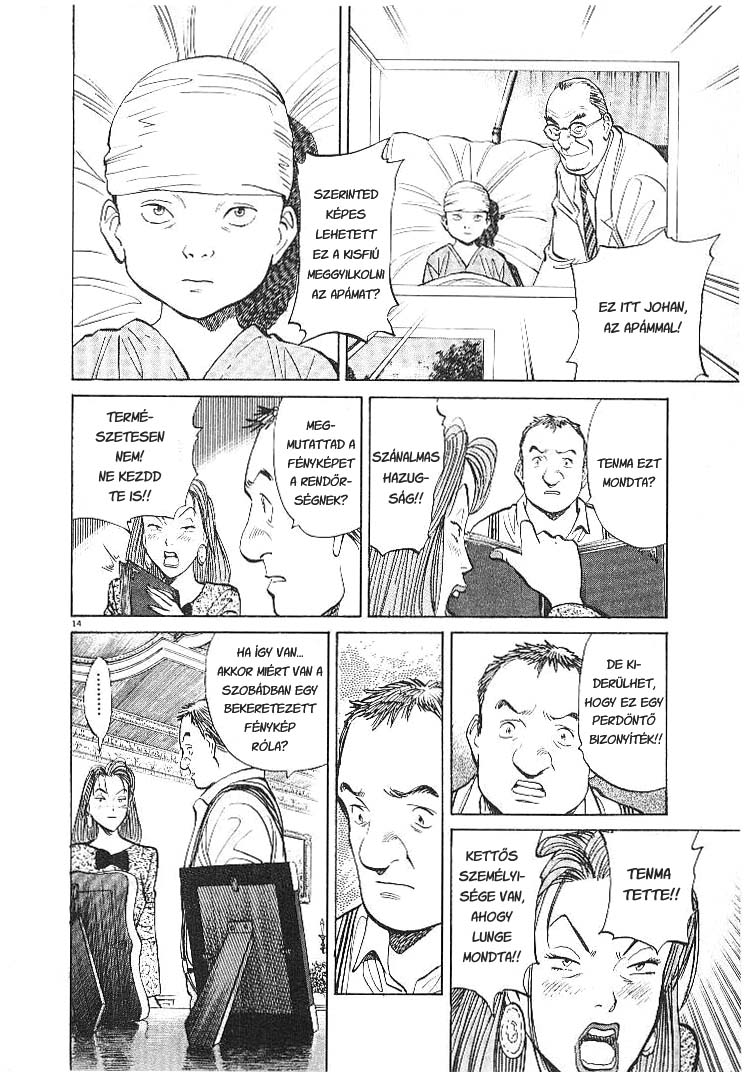 EZ ITT JOHAN,
AZ APÁMMAL!
SZERINTED
KÉPES
LEHETETT
EZ A KISFIÚ
MEGGYILKOLNI
AZ APÁMAT?
TENMA EZT
MONDTA?
SZÁNALMAS
HAZUG-
SÁG!!
MEG-
MUTATTAD A
FÉNYKÉPET
A RENDŐR-
SÉGNEK?
TERMÉ-
SZETESEN
NEM!
NE KEZDD
TE IS!!
14
DE KI-
DERÜLHET,
HOGY EZ EGY
PERDÖNTŐ
BIZONYÍTÉK!!
TENMA
TETTE!!
KETTŐS
SZEMÉLYI-
SÉGE VAN,
AHOGY
LUNGE
MONDTA!!
HA ÍGY VAN...
AKKOR MIÉRT VAN A
SZOBÁDBAN EGY
BEKERETEZETT
FÉNYKÉP
RÓLA?
........